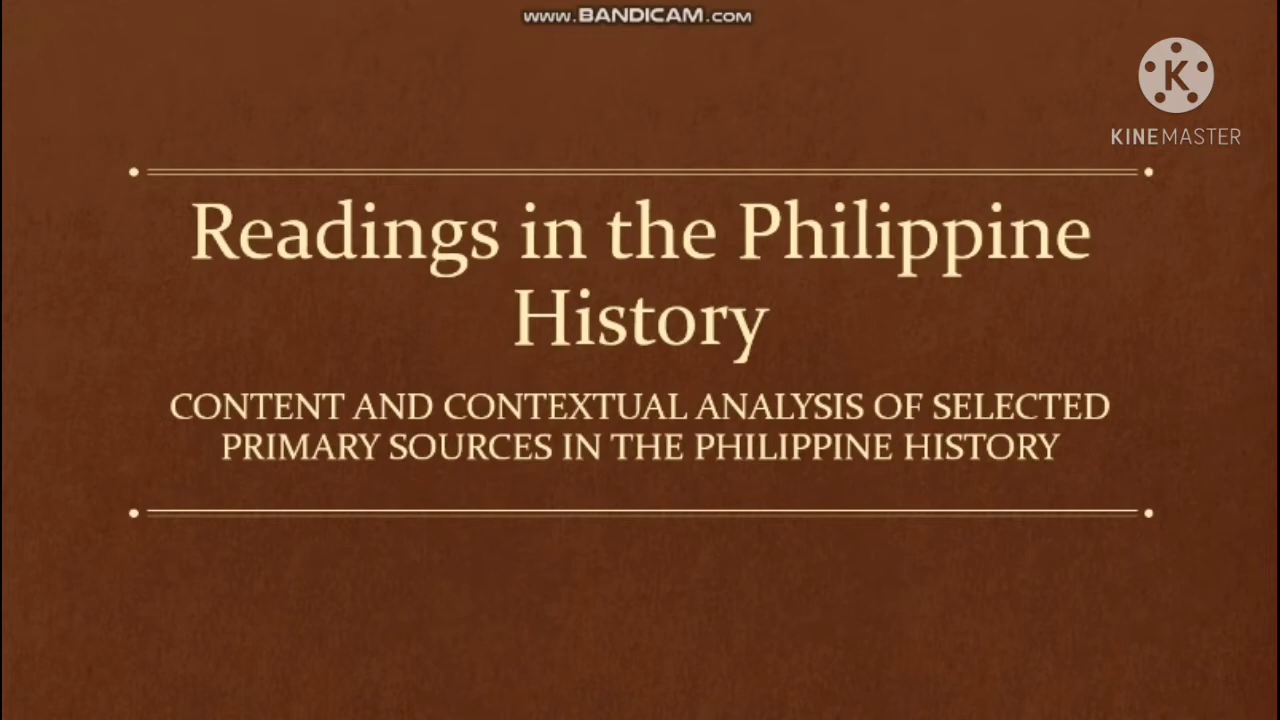 www.BANDICAM.com
K
KINEMASTER
Readings in the Philippine
History
CONTENT AND CONTEXTUAL ANALYSIS OF SELECTED
PRIMARY SOURCES IN THE PHILIPPINE HISTORY